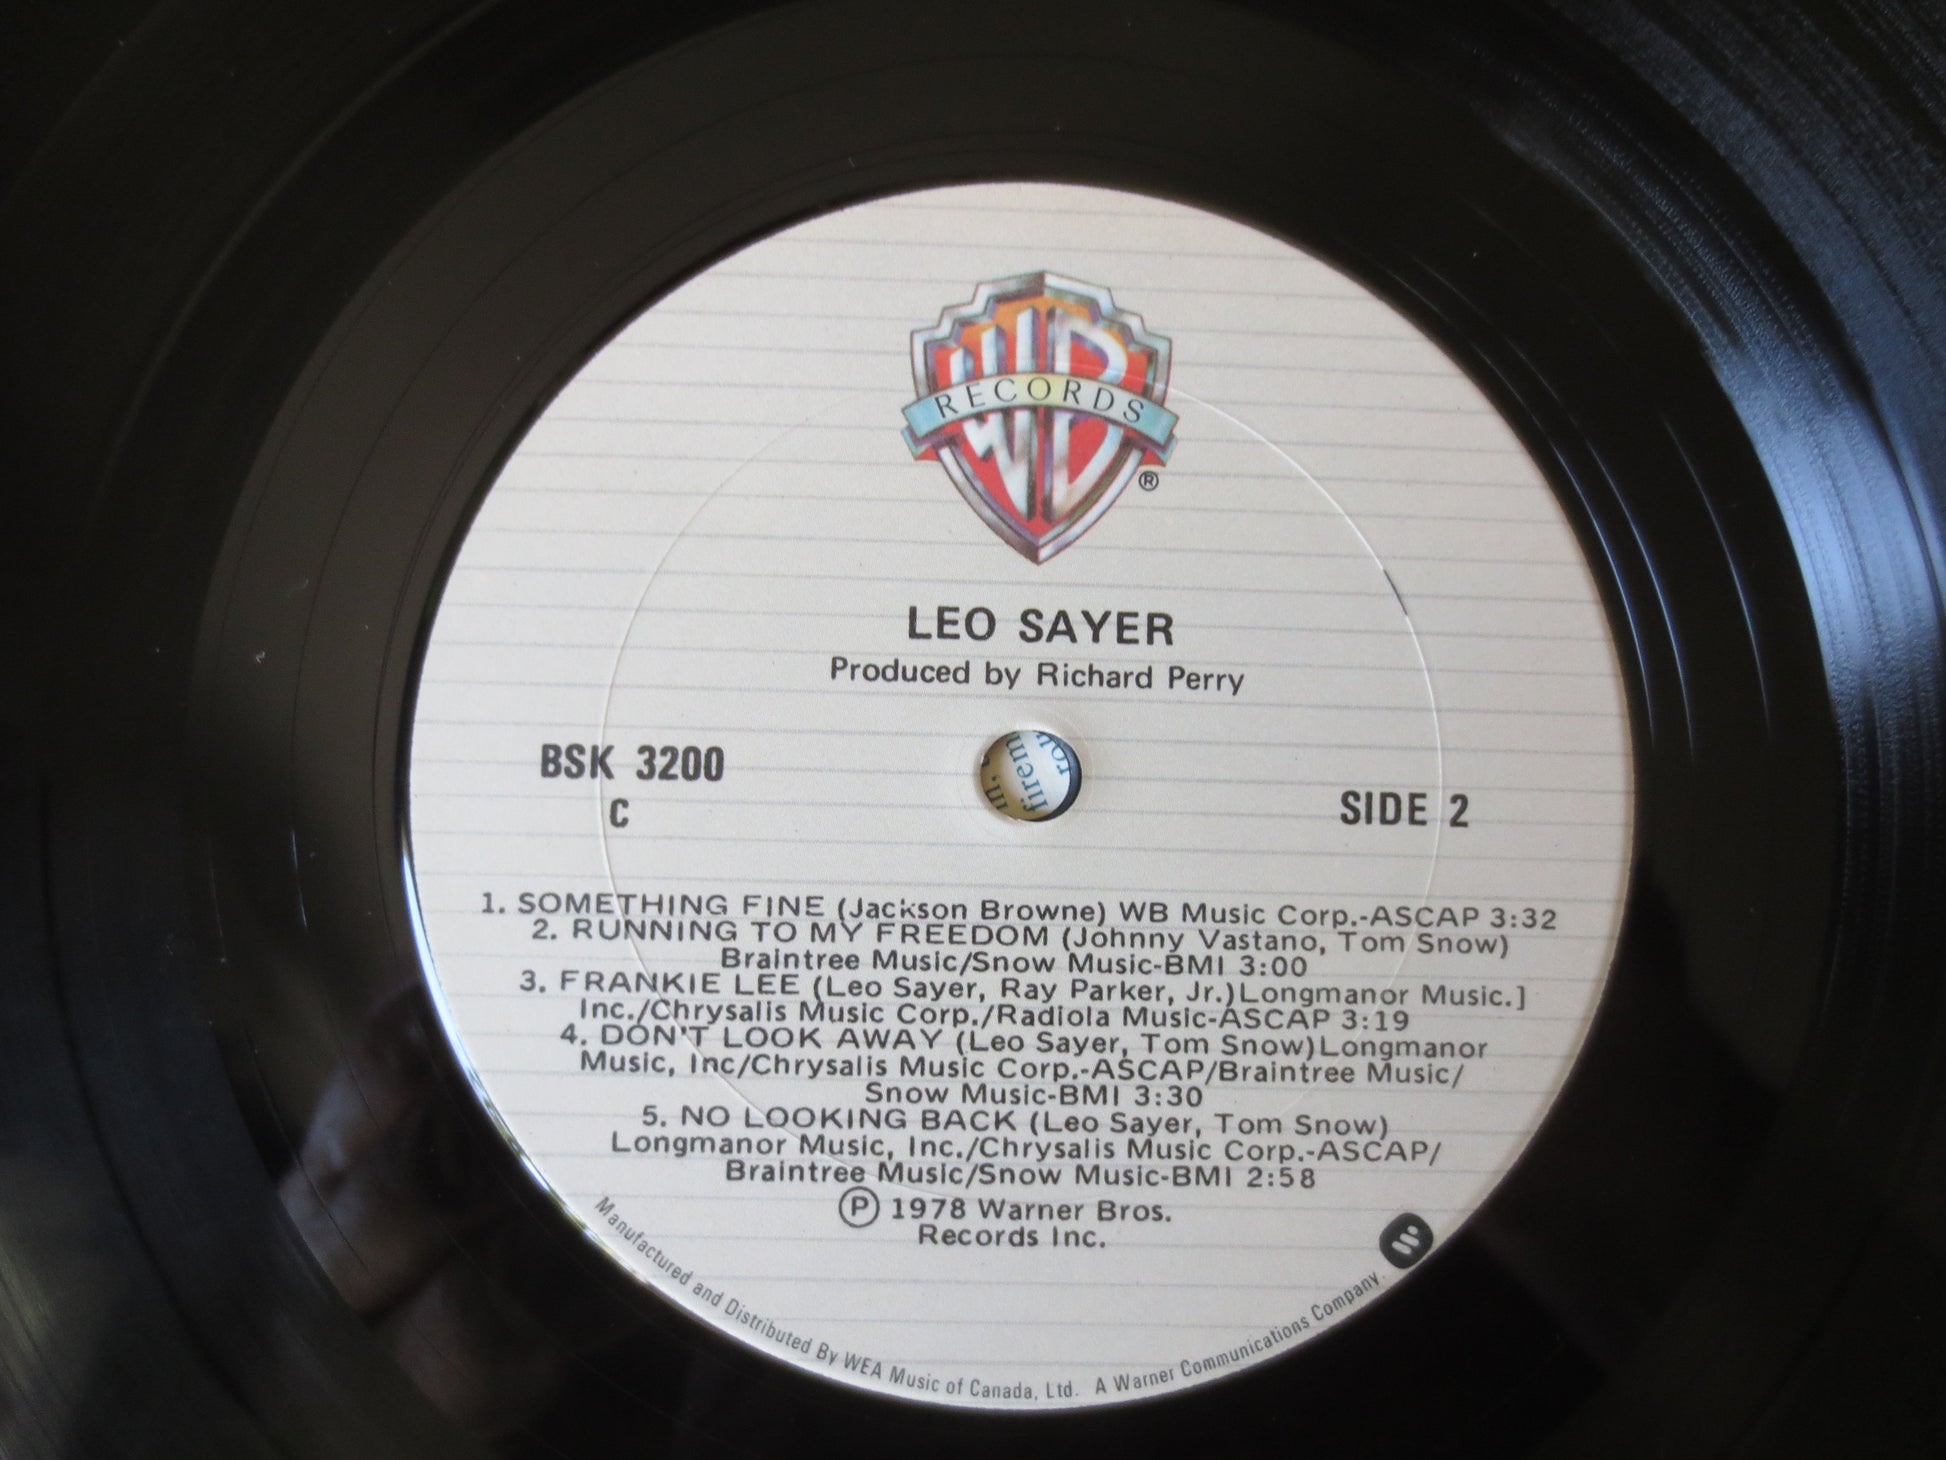 WB
RECORDS
®
LEO SAYER
Produced by Richard Perry
BSK 3200
C
SIDE 2
1. SOMETHING FINE (Jackson Browne) WB Music Corp.-ASCAP 3:32
2. RUNNING TO MY FREEDOM (Johnny Vastano, Tom Snow)
Braintree Music/Snow Music-BMI 3:00
3. FRANKIE LEE (Leo Sayer, Ray Parker, Jr.)Longmanor Music.]
Inc./Chrysalis Music Corp./Radiola Music-ASCAP 3:19
4. DON'T LOOK AWAY (Leo Sayer, Tom Snow)Longmanor
Music, Inc/Chrysalis Music Corp.-ASCAP/Braintree Music/
Snow Music-BMI 3:30
5. NO LOOKING BACK (Leo Sayer, Tom Snow)
Longmanor Music, Inc./Chrysalis Music Corp.-ASCAP/
Braintree Music/Snow Music-BMI 2:58
Ⓟ 1978 Warner Bros.
Records Inc.
Manufactured and Distributed By WEA Music of Canada, Ltd. A Warner Communications Company.